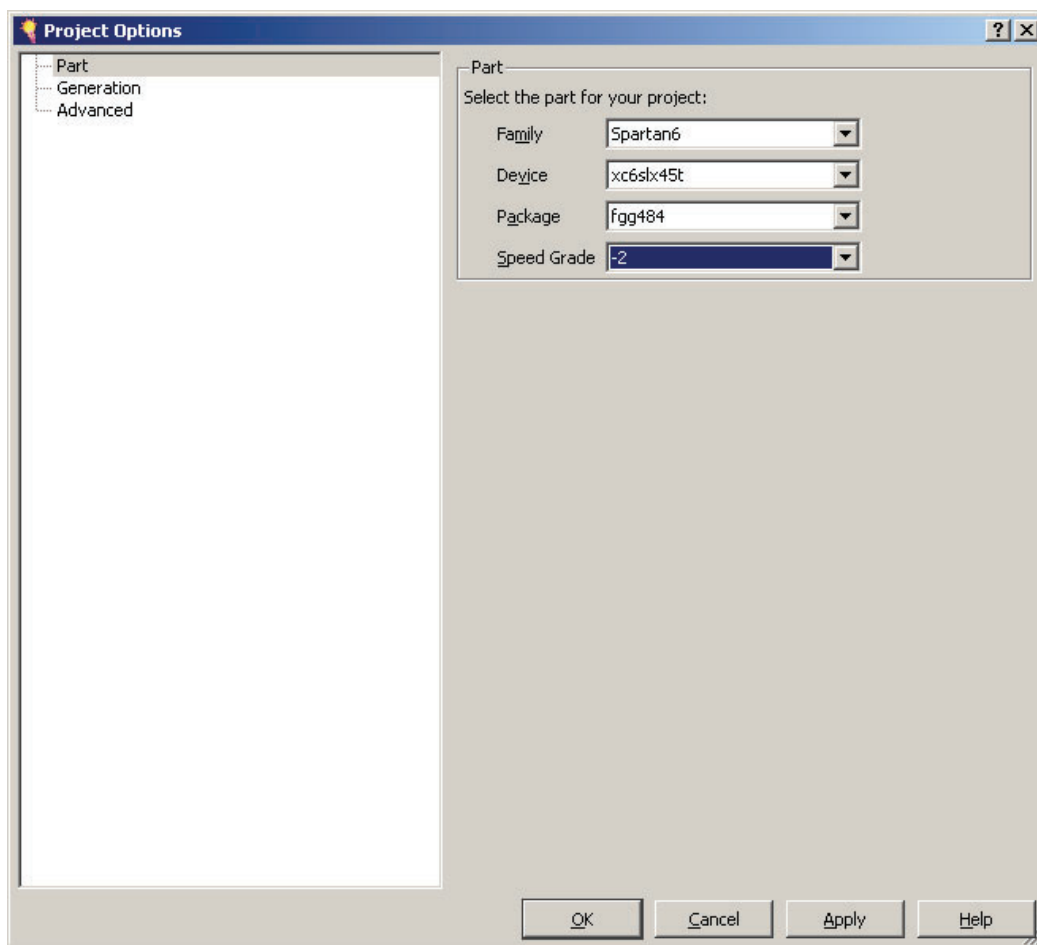 Project Options
Part
Generation
Advanced
Part
Select the part for your project:
Family Spartan6
Device xc6slx45t
Package fgg484
Speed Grade -2
OK Cancel Apply Help